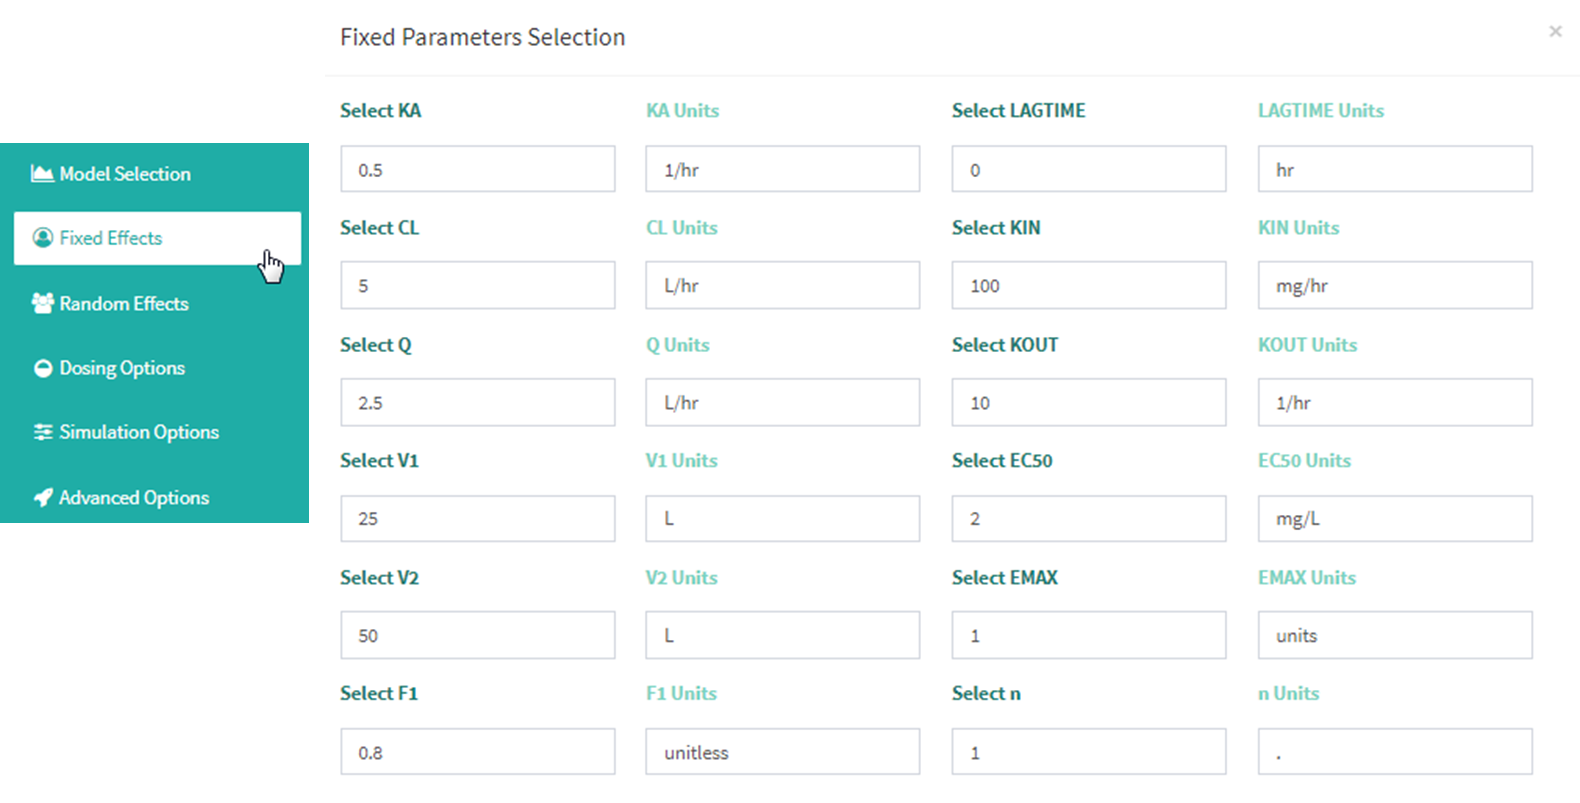 Fixed Parameters Selection
×
Model Selection
Fixed Effects
Random Effects
Dosing Options
Simulation Options
Advanced Options
Select KA KA Units Select LAGTIME LAGTIME Units
0.5 1/hr 0 hr
Select CL CL Units Select KIN KIN Units
5 L/hr 100 mg/hr
Select Q Q Units Select KOUT KOUT Units
2.5 L/hr 10 1/hr
Select V1 V1 Units Select EC50 EC50 Units
25 L 2 mg/L
Select V2 V2 Units Select EMAX EMAX Units
50 L 1 units
Select F1 F1 Units Select n n Units
0.8 unitless 1 .